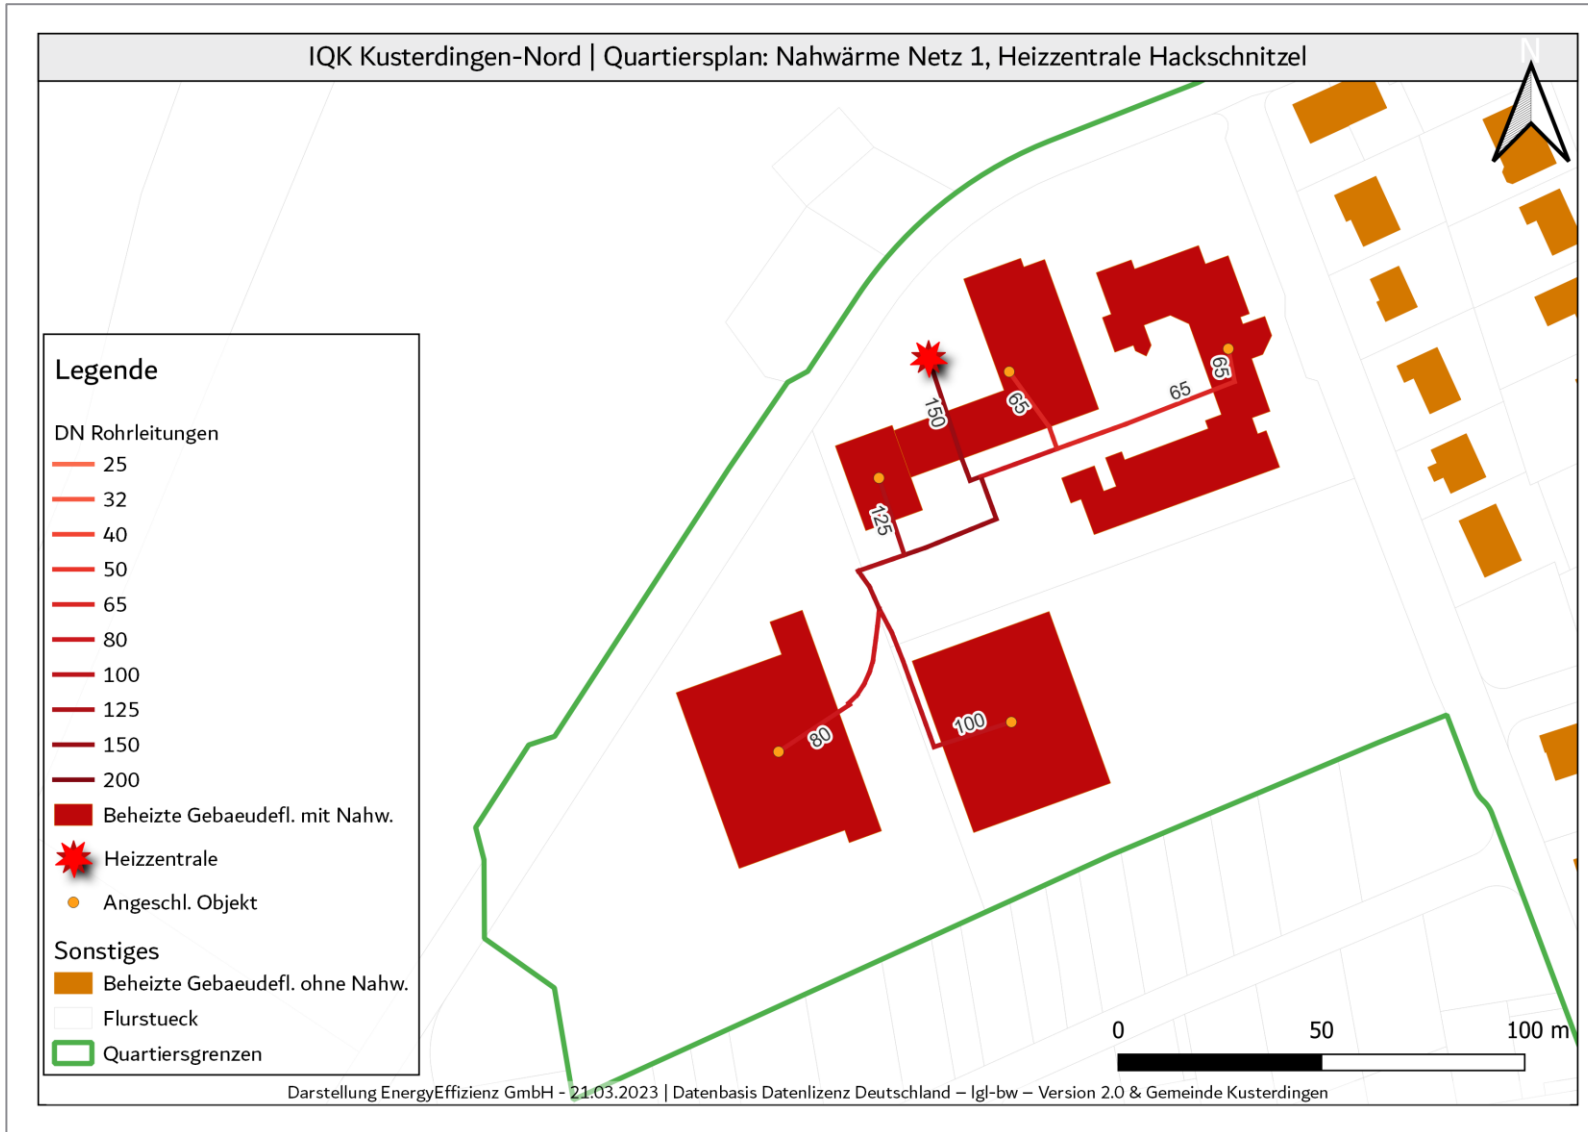 IQK Kusterdingen-Nord | Quartiersplan: Nahwärme Netz 1, Heizzentrale Hackschnitzel
N
65
65
65
150
125
100
80
Legende
DN Rohrleitungen
25
32
40
50
65
80
100
125
150
200
Beheizte Gebaeudefl. mit Nahw.
Heizzentrale
Angeschl. Objekt
Sonstiges
Beheizte Gebaeudefl. ohne Nahw.
Flurstueck
Quartiersgrenzen
0 50 100 m
Darstellung EnergyEffizienz GmbH - 21.03.2023 | Datenbasis Datenlizenz Deutschland – lgl-bw – Version 2.0 & Gemeinde Kusterdingen